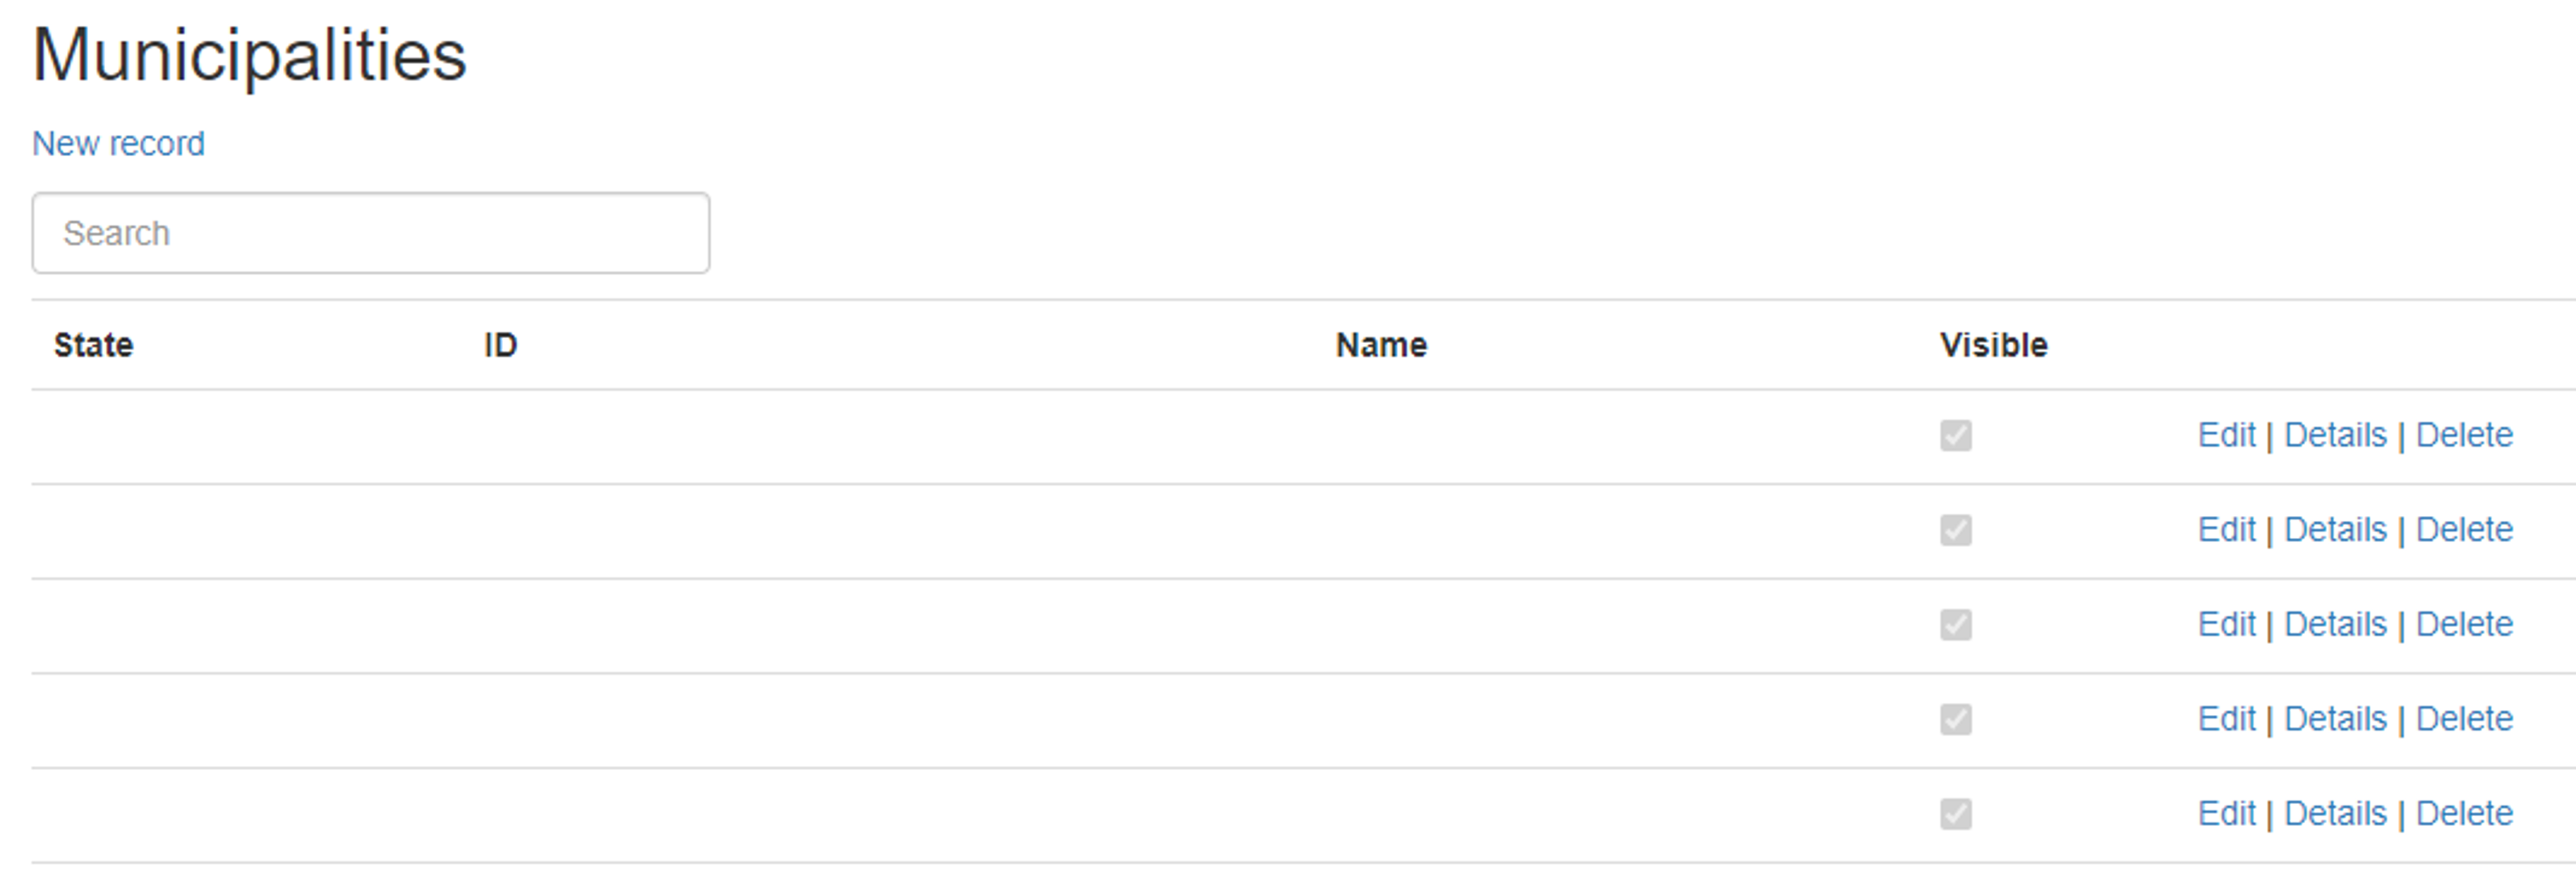 Municipalities
New record
Search
State ID Name Visible
Edit | Details | Delete
Edit | Details | Delete
Edit | Details | Delete
Edit | Details | Delete
Edit | Details | Delete